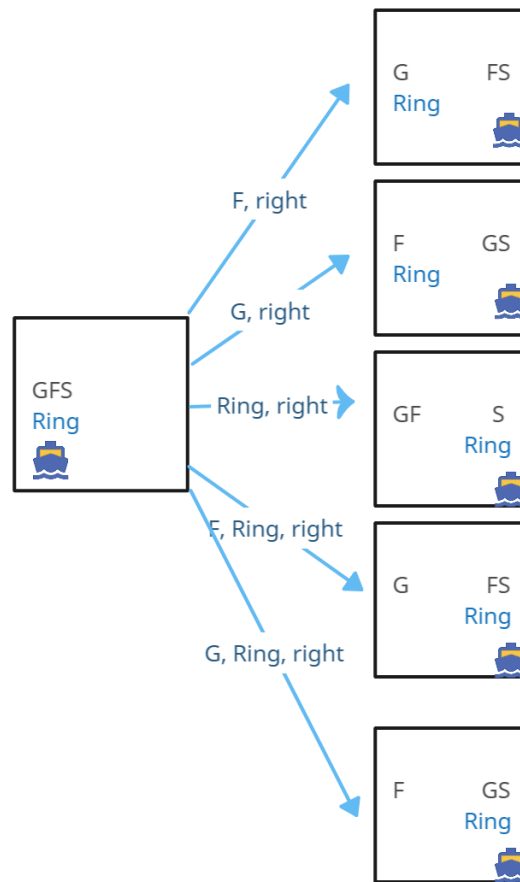 G FS
Ring
F, right
F GS
Ring
G, right
GFS
Ring
Ring, right
GF S
Ring
F, Ring, right
G FS
Ring
G, Ring, right
F GS
Ring